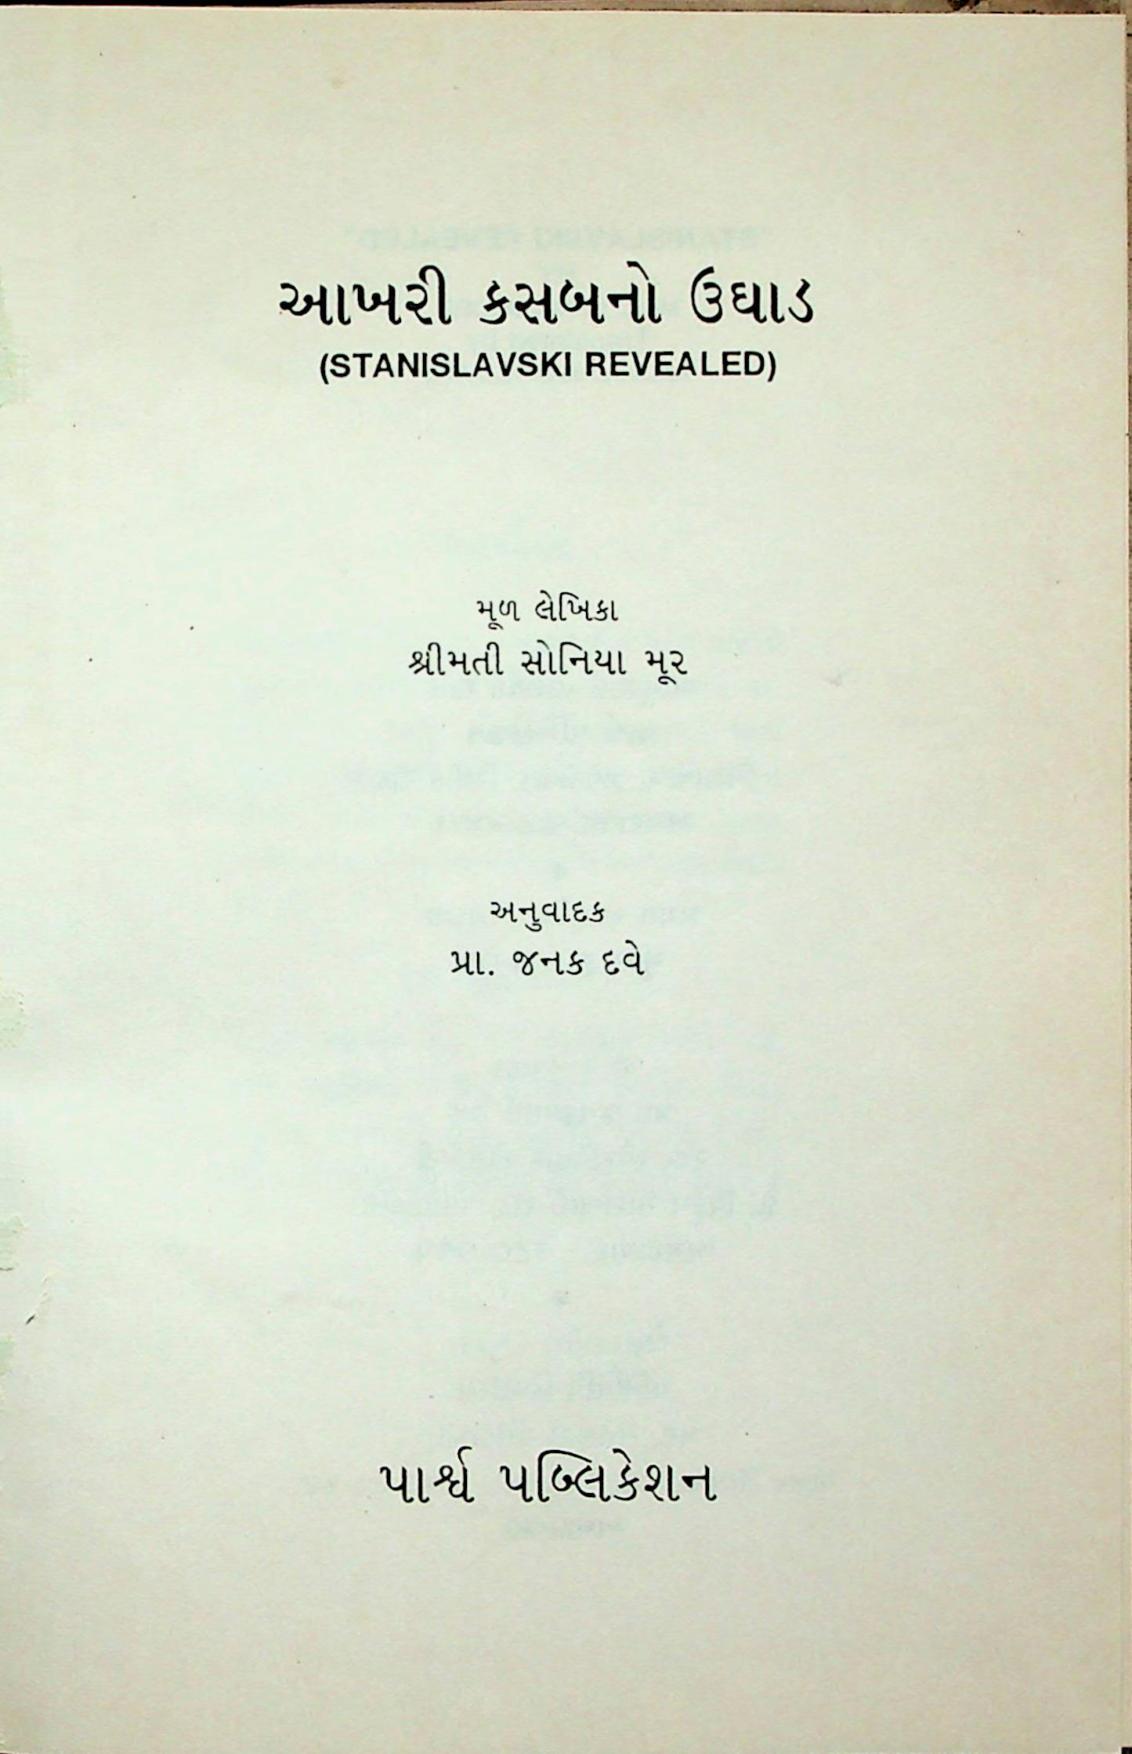 આખરી કસબનો ઉઘાડ
(STANISLAVSKI REVEALED)
મૂળ લેખિકા
શ્રીમતી સોનિયા મૂર
અનુવાદક
પ્રા. જનક દવે
પાર્શ્વ પબ્લિકેશન